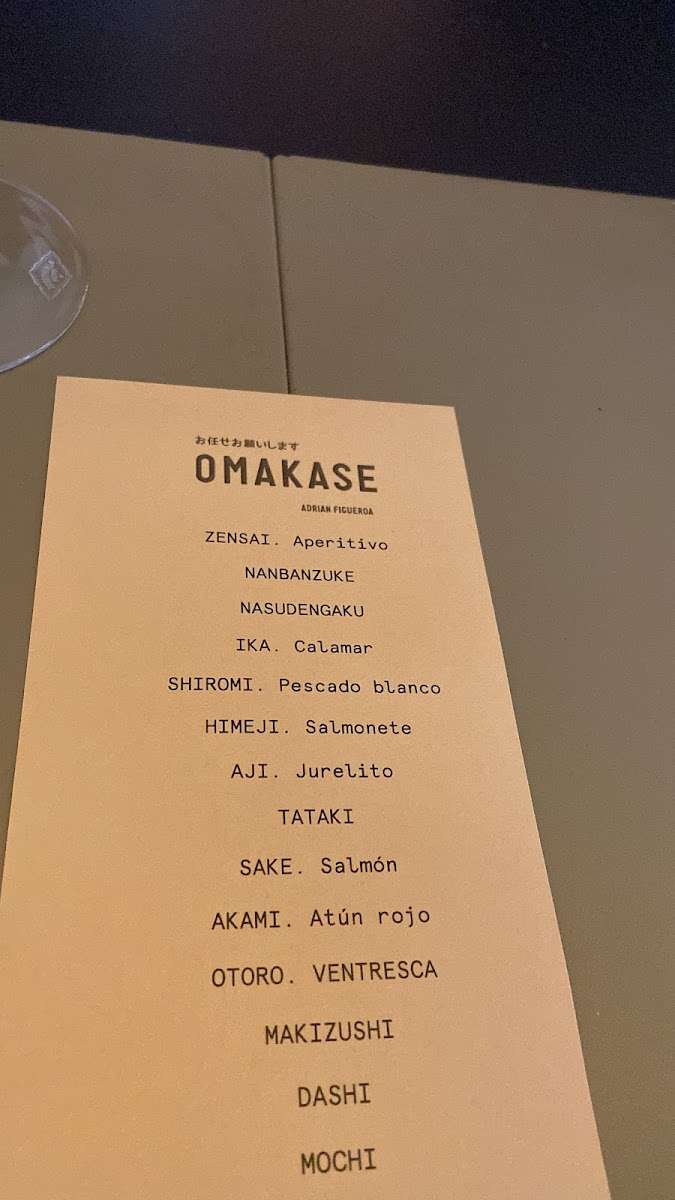 お任せお願いします
OMAKASE
ADRIAN FIGUEROA
ZENSAI. Aperitivo
NANBANZUKE
NASUDENGAKU
IKA. Calamar
SHIROMI. Pescado blanco
HIMEJI. Salmonete
AJI. Jurelito
TATAKI
SAKE. Salmón
AKAMI. Atún rojo
OTORO. VENTRESCA
MAKIZUSHI
DASHI
MOCHI